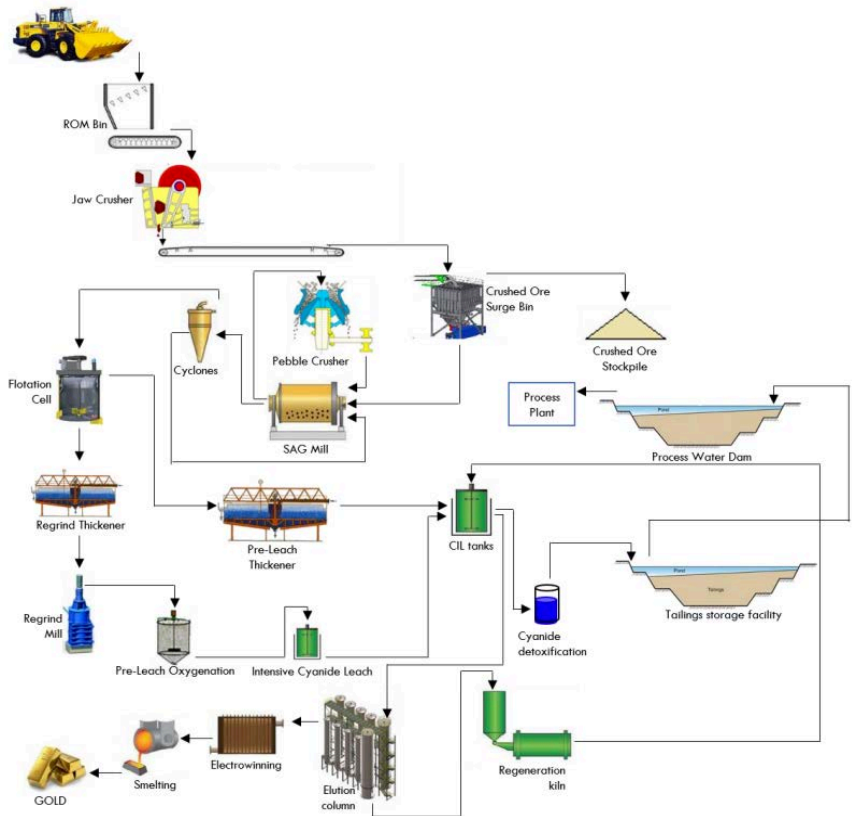 ROM Bin
Jaw Crusher
Crushed Ore
Surge Bin
Crushed Ore
Stockpile
Cyclones
Pebble Crusher
Flotation
Cell
SAG Mill
Process
Plant
Pond
Process Water Dam
Regrind Thickener
Pre-Leach
Thickener
CIL tanks
Pond
Tailings
Tailings storage facility
Regrind
Mill
Pre-Leach Oxygenation
Intensive Cyanide Leach
Cyanide
detoxification
Electrowinning
Elution
column
Regeneration
kiln
Smelting
GOLD